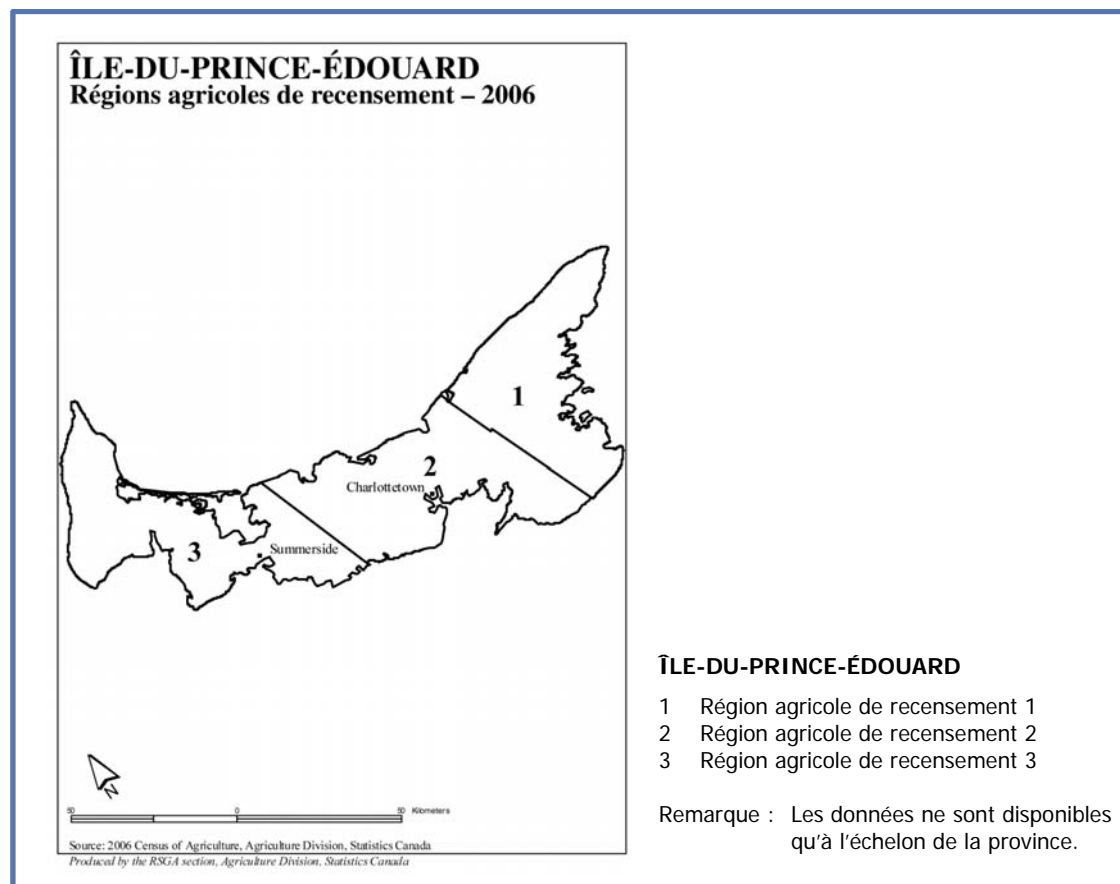 ÎLE-DU-PRINCE-ÉDOUARD
Régions agricoles de recensement – 2006
1
2
Charlottetown
3
Summerside
N
50 0 50 Kilometers
Source: 2006 Census of Agriculture, Agriculture Division, Statistics Canada
Produced by the RSGA section, Agriculture Division, Statistics Canada
ÎLE-DU-PRINCE-ÉDOUARD
1 Région agricole de recensement 1
2 Région agricole de recensement 2
3 Région agricole de recensement 3
Remarque : Les données ne sont disponibles
qu'à l'échelon de la province.